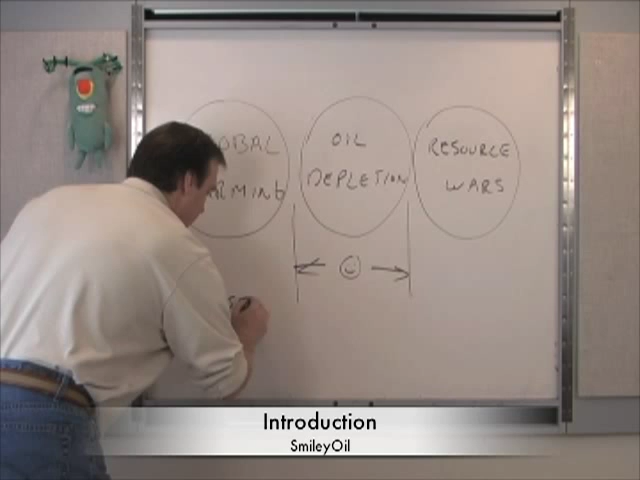 OIL
DEPLETION
RESOURCE
WARS
Introduction
SmileyOil